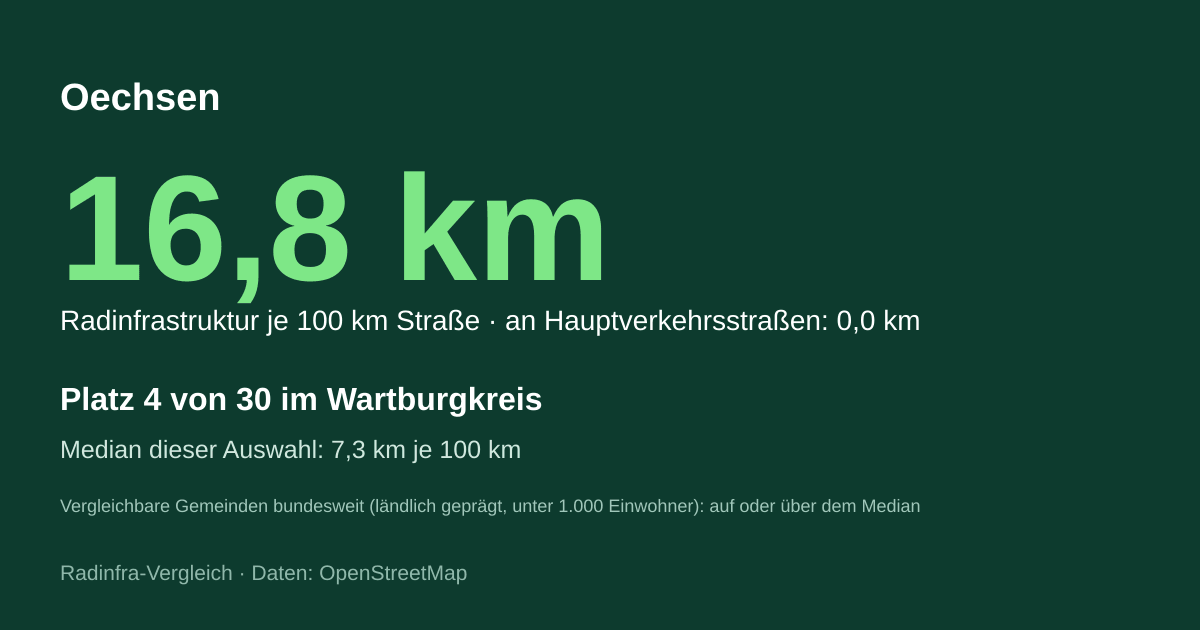 Oechsen
16,8 km
Radinfrastruktur je 100 km Straße · an Hauptverkehrsstraßen: 0,0 km
Platz 4 von 30 im Wartburgkreis
Median dieser Auswahl: 7,3 km je 100 km
Vergleichbare Gemeinden bundesweit (ländlich geprägt, unter 1.000 Einwohner): auf oder über dem Median
Radinfra-Vergleich · Daten: OpenStreetMap